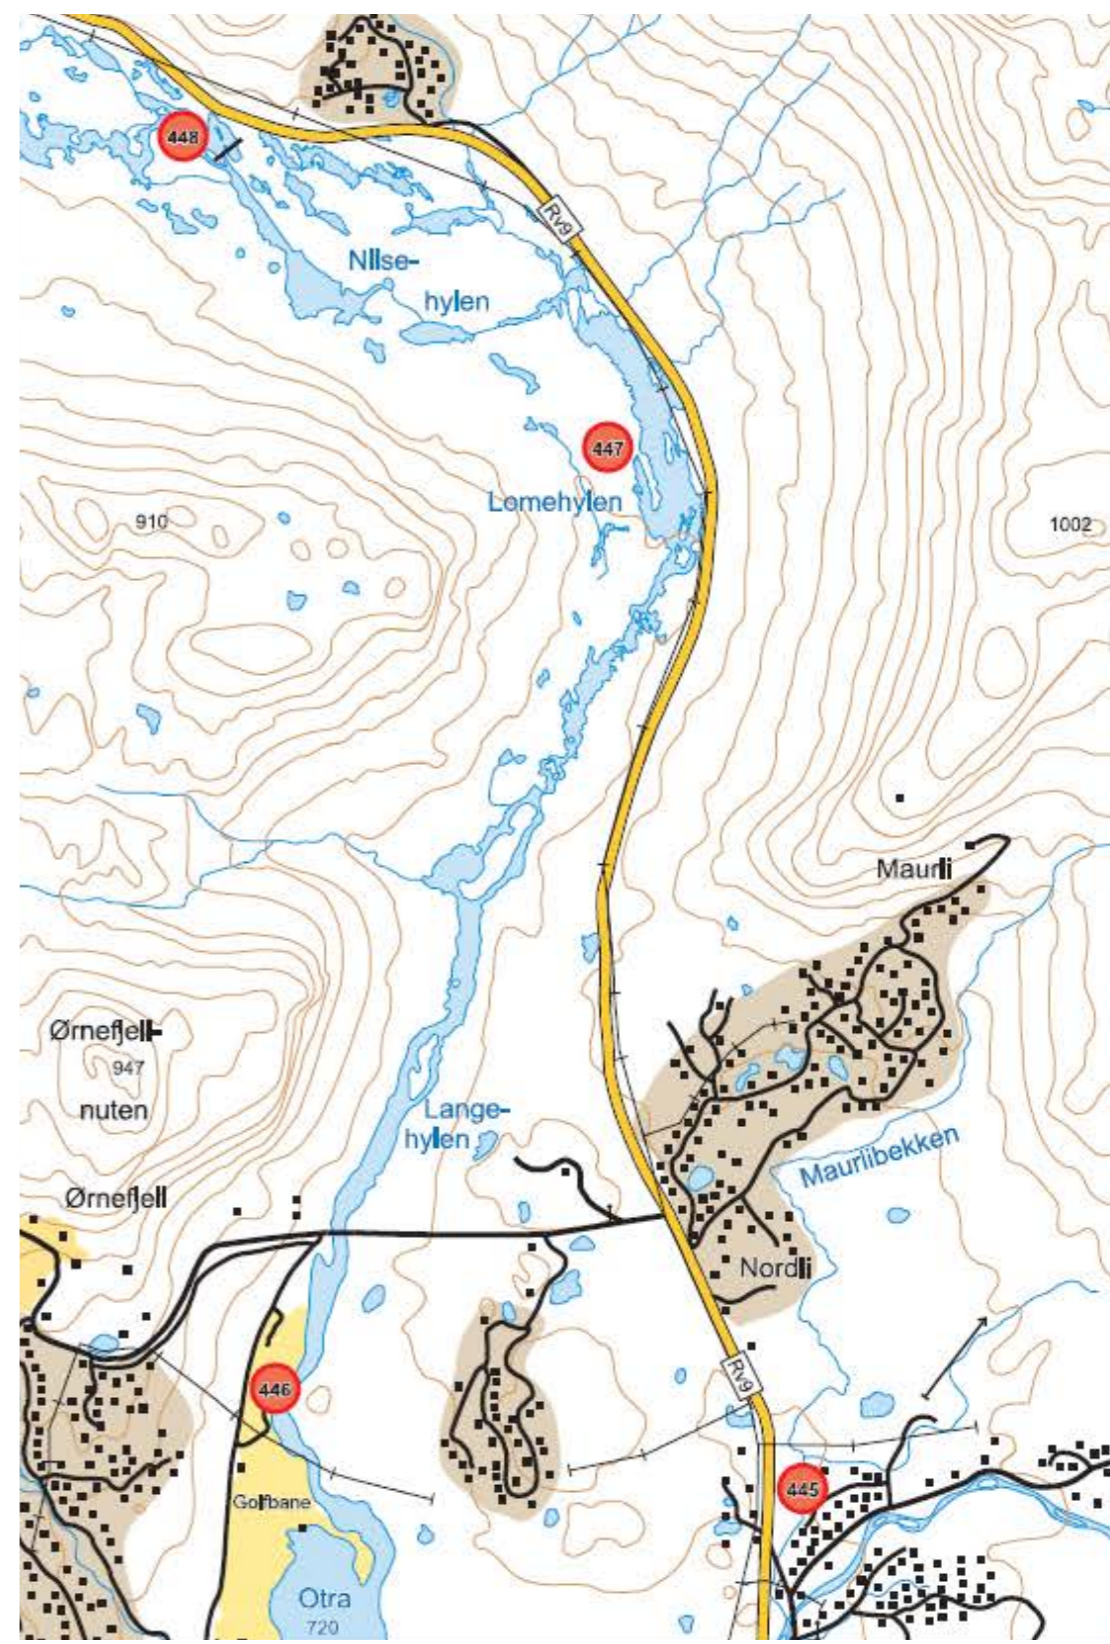 448
Rv9
Nilse-
hylen
447
Lomehylen
910
1002
Maurli
Ørnefjell-
947
nuten
Lange-
hylen
Maurlibekken
Ørnefjell
Nordli
Rv9
446
445
Golfbane
Otra
720